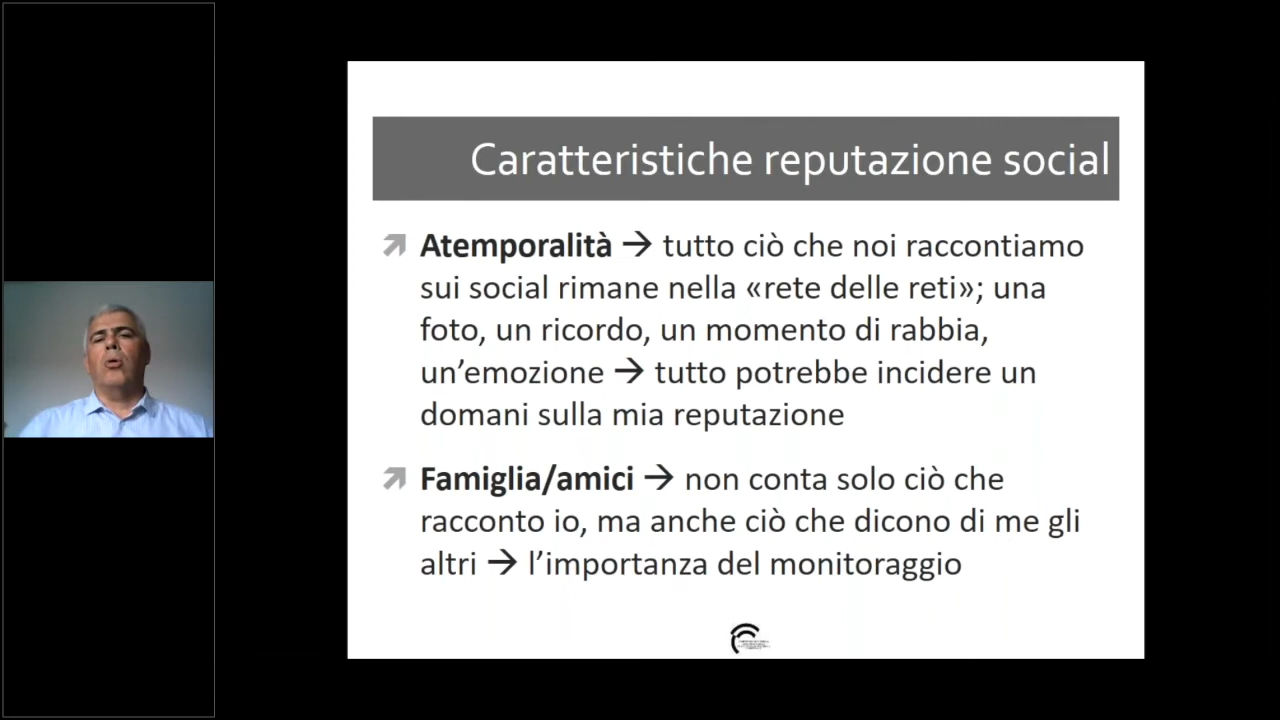 Caratteristiche reputazione social
Atemporalità → tutto ciò che noi raccontiamo
sui social rimane nella «rete delle reti»; una
foto, un ricordo, un momento di rabbia,
un’emozione → tutto potrebbe incidere un
domani sulla mia reputazione
Famiglia/amici → non conta solo ciò che
racconto io, ma anche ciò che dicono di me gli
altri → l’importanza del monitoraggio